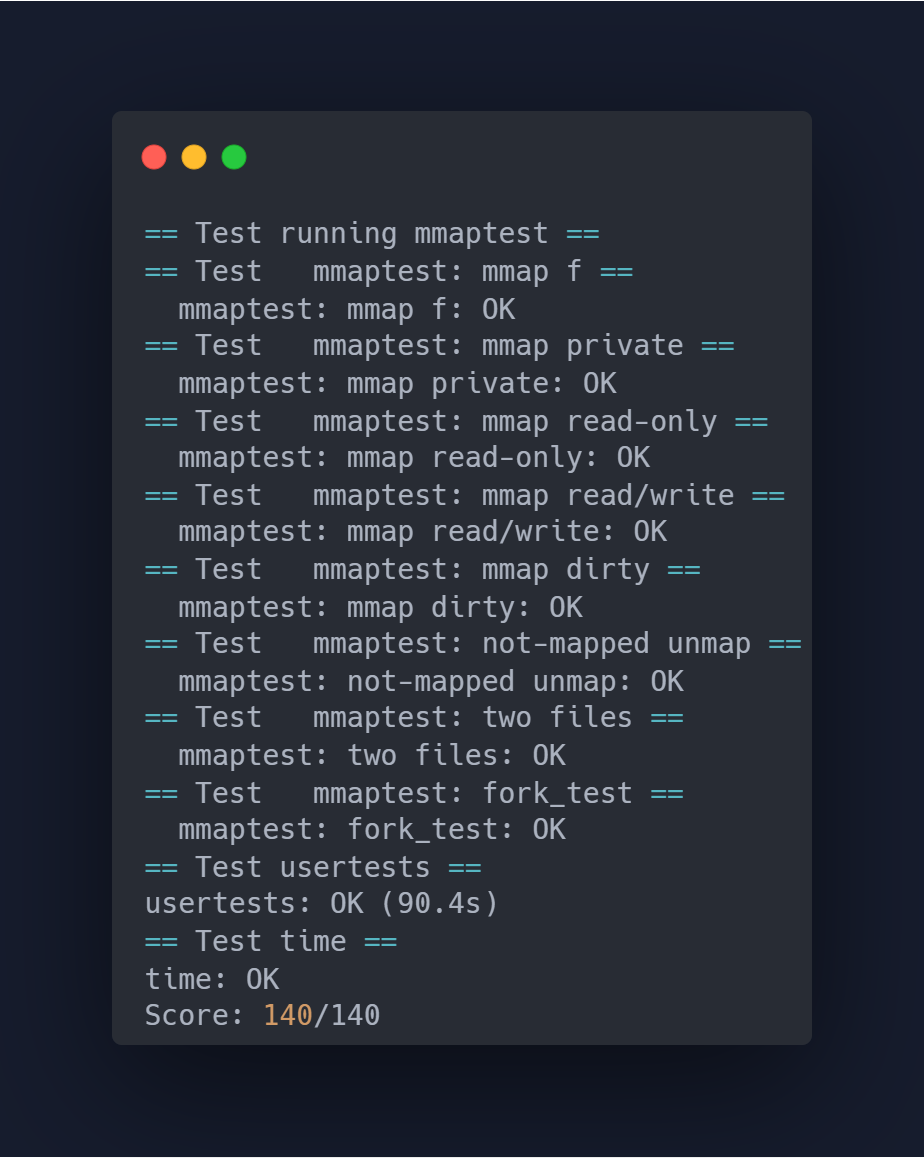 == Test running mmaptest ==
== Test   mmaptest: mmap f ==
  mmaptest: mmap f: OK
== Test   mmaptest: mmap private ==
  mmaptest: mmap private: OK
== Test   mmaptest: mmap read-only ==
  mmaptest: mmap read-only: OK
== Test   mmaptest: mmap read/write ==
  mmaptest: mmap read/write: OK
== Test   mmaptest: mmap dirty ==
  mmaptest: mmap dirty: OK
== Test   mmaptest: not-mapped unmap ==
  mmaptest: not-mapped unmap: OK
== Test   mmaptest: two files ==
  mmaptest: two files: OK
== Test   mmaptest: fork_test ==
  mmaptest: fork_test: OK
== Test usertests ==
usertests: OK (90.4s)
== Test time ==
time: OK
Score: 140/140